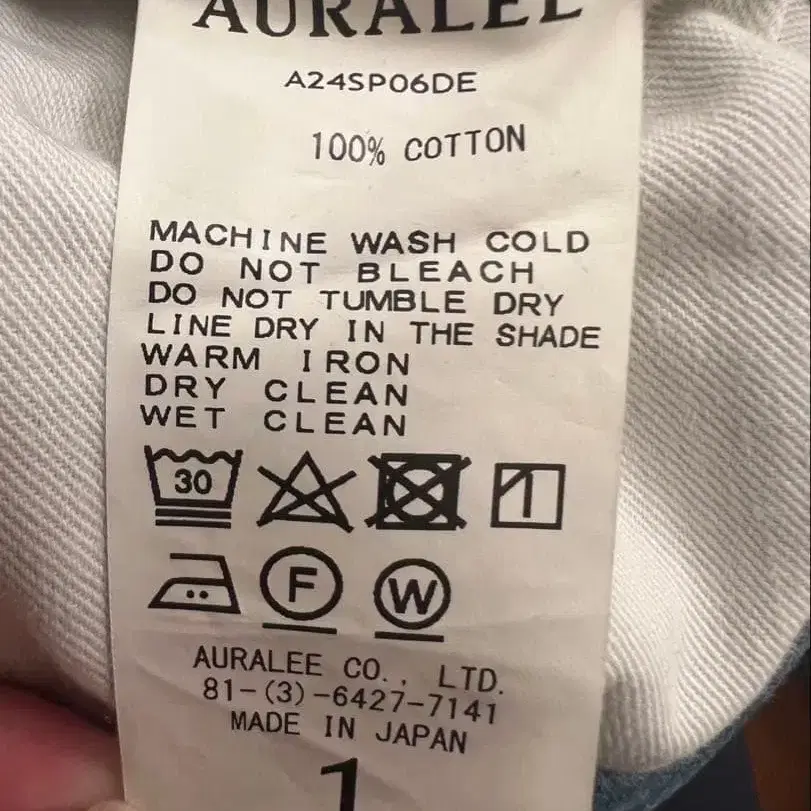 AURALEE
A24SP06DE
100% COTTON
MACHINE WASH COLD
DO NOT BLEACH
DO NOT TUMBLE DRY
LINE DRY IN THE SHADE
WARM IRON
DRY CLEAN
WET CLEAN
30
F W
AURALEE CO., LTD.
81-(3)-6427-7141
MADE IN JAPAN
1